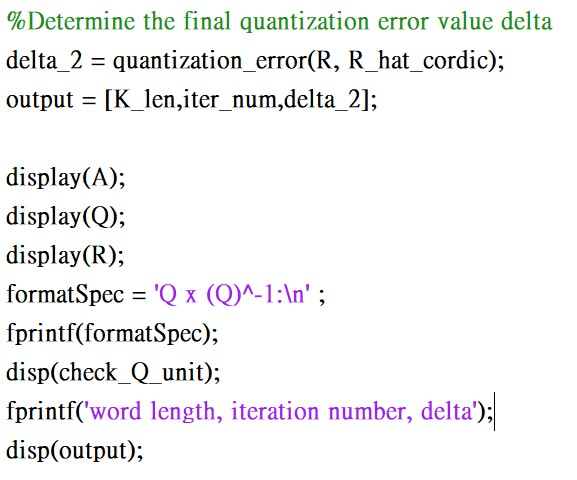 %Determine the final quantization error value delta
delta_2 = quantization_error(R, R_hat_cordic);
output = [K_len,iter_num,delta_2];
display(A);
display(Q);
display(R);
formatSpec = 'Q x (Q)^-1:\n' ;
fprintf(formatSpec);
disp(check_Q_unit);
fprintf('word length, iteration number, delta');
disp(output);